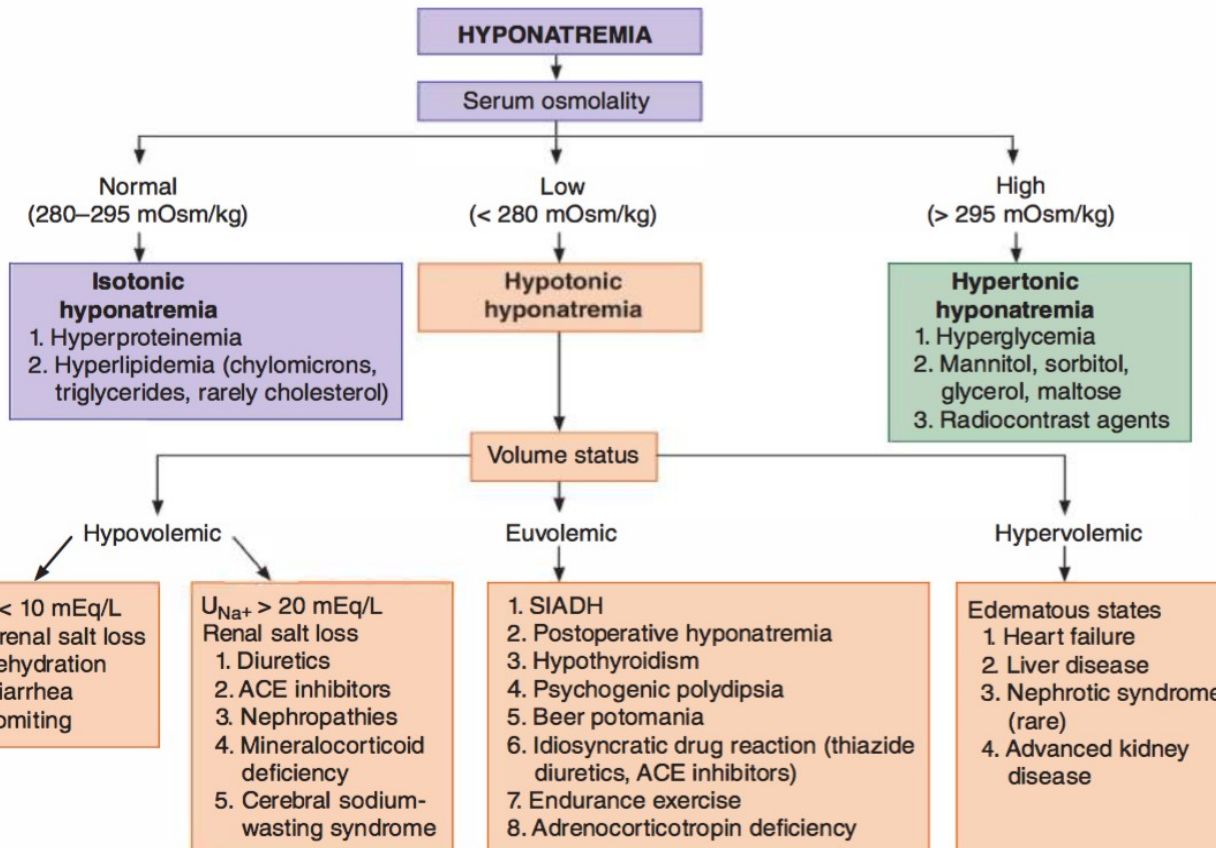 HYPONATREMIA
Serum osmolality
Normal
(280–295 mOsm/kg)
Low
(< 280 mOsm/kg)
High
(> 295 mOsm/kg)
Isotonic
hyponatremia
1. Hyperproteinemia
2. Hyperlipidemia (chylomicrons,
triglycerides, rarely cholesterol)
Hypotonic
hyponatremia
Hypertonic
hyponatremia
1. Hyperglycemia
2. Mannitol, sorbitol,
glycerol, maltose
3. Radiocontrast agents
Volume status
Hypovolemic
Euvolemic
Hypervolemic
< 10 mEq/L
renal salt loss
UNa+ > 20 mEq/L
Renal salt loss
1. Diuretics
2. ACE inhibitors
3. Nephropathies
4. Mineralocorticoid
deficiency
5. Cerebral sodium-
wasting syndrome
1. SIADH
2. Postoperative hyponatremia
3. Hypothyroidism
4. Psychogenic polydipsia
5. Beer potomania
6. Idiosyncratic drug reaction (thiazide
diuretics, ACE inhibitors)
7. Endurance exercise
8. Adrenocorticotropin deficiency
Edematous states
1. Heart failure
2. Liver disease
3. Nephrotic syndrome
(rare)
4. Advanced kidney
disease